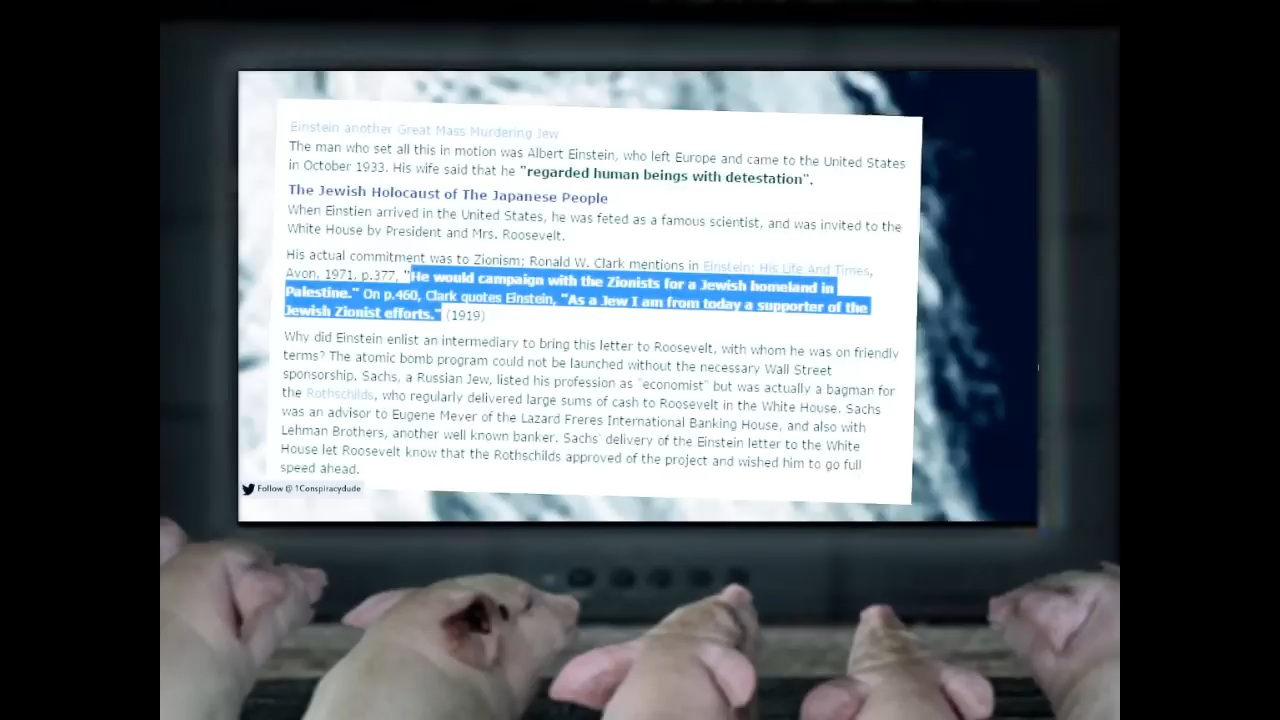 Einstein another Great Mass Murdering Jew
The man who set all this in motion was Albert Einstein, who left Europe and came to the United States
in October 1933. His wife said that he "regarded human beings with detestation".
The Jewish Holocaust of The Japanese People
When Einstien arrived in the United States, he was feted as a famous scientist, and was invited to the
White House by President and Mrs. Roosevelt.
His actual commitment was to Zionism; Ronald W. Clark mentions in Einstein; His Life And Times,
Avon, 1971, p.377, "He would campaign with the Zionists for a Jewish homeland in
Palestine." On p.460, Clark quotes Einstein, "As a Jew I am from today a supporter of the
Jewish Zionist efforts." (1919)
Why did Einstein enlist an intermediary to bring this letter to Roosevelt, with whom he was on friendly
terms? The atomic bomb program could not be launched without the necessary Wall Street
sponsorship. Sachs, a Russian Jew, listed his profession as "economist" but was actually a bagman for
the Rothschilds, who regularly delivered large sums of cash to Roosevelt in the White House. Sachs
was an advisor to Eugene Meyer of the Lazard Freres International Banking House, and also with
Lehman Brothers, another well known banker. Sachs' delivery of the Einstein letter to the White
House let Roosevelt know that the Rothschilds approved of the project and wished him to go full
speed ahead.
Follow @ 1Conspiracydude